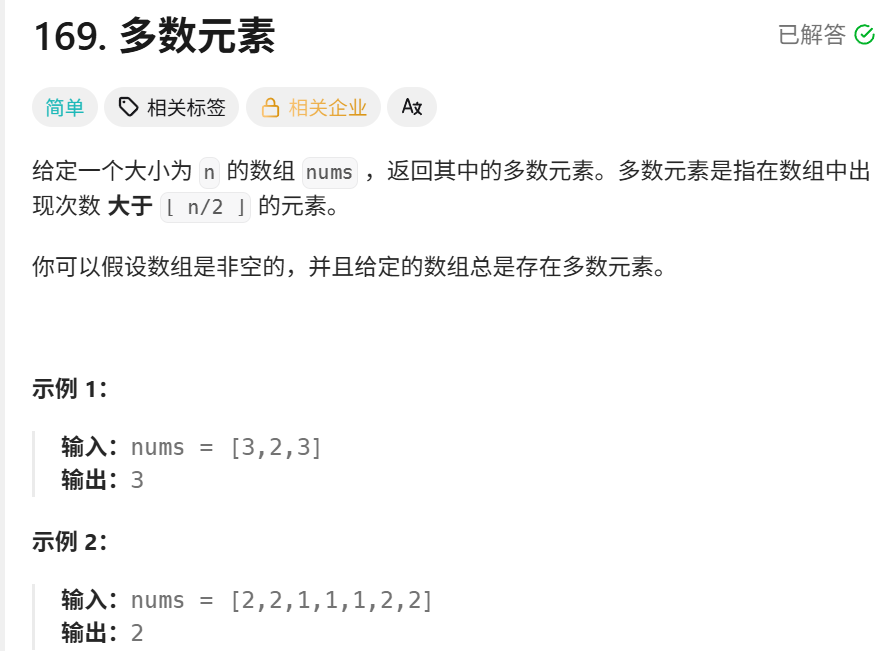 169. 多数元素
已解答
简单
相关标签
相关企业
给定一个大小为 n 的数组 nums ，返回其中的多数元素。多数元素是指在数组中出
现次数 大于 ⌊ n/2 ⌋ 的元素。
你可以假设数组是非空的，并且给定的数组总是存在多数元素。
示例 1：
输入：nums = [3,2,3]
输出：3
示例 2：
输入：nums = [2,2,1,1,1,2,2]
输出：2